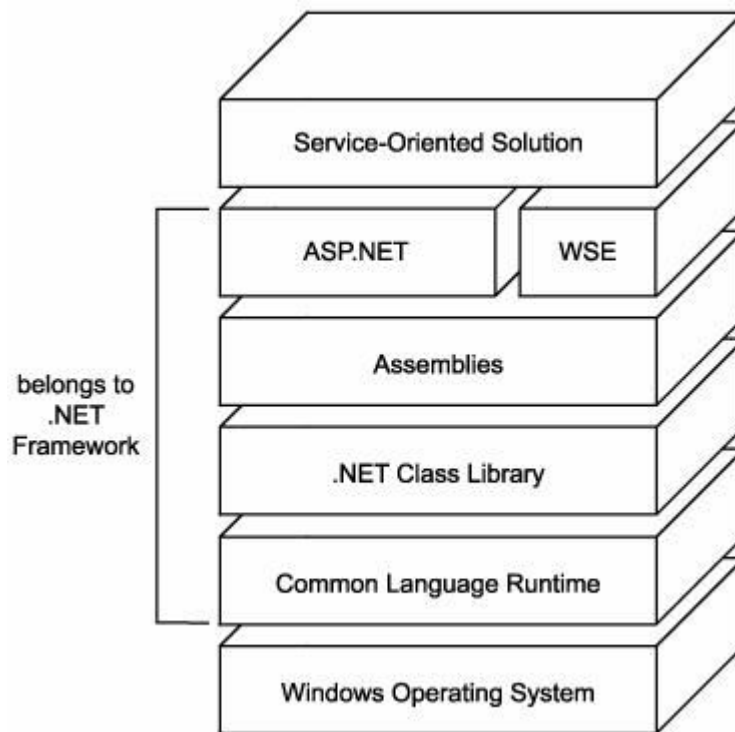 Service-Oriented Solution
ASP.NET
WSE
Assemblies
belongs to
.NET
Framework
.NET Class Library
Common Language Runtime
Windows Operating System